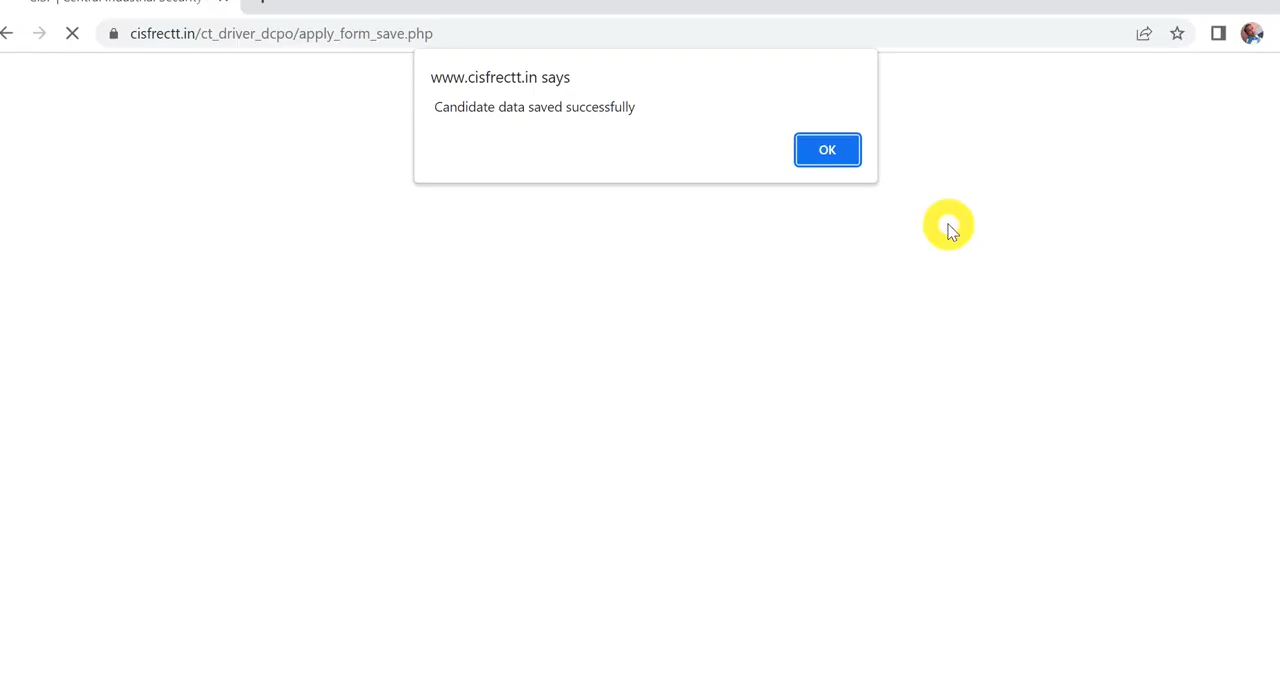 cisfrectt.in/ct_driver_dcpo/apply_form_save.php
www.cisfrectt.in says
Candidate data saved successfully
OK